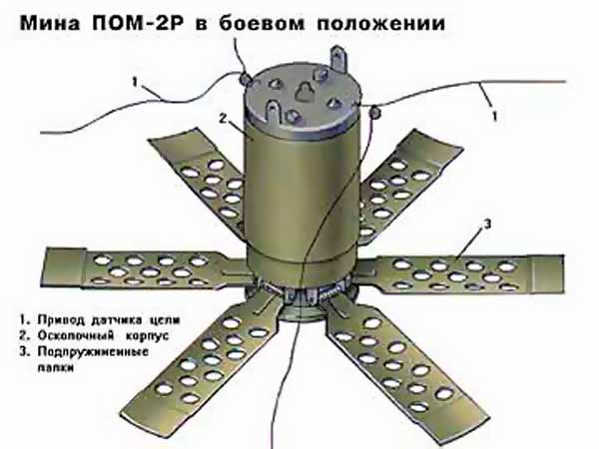 Мина ПОМ-2Р в боевом положении
1
1
2
3
1. Привод датчика цели
2. Осколочный корпус
3. Подпружиненные
лапки